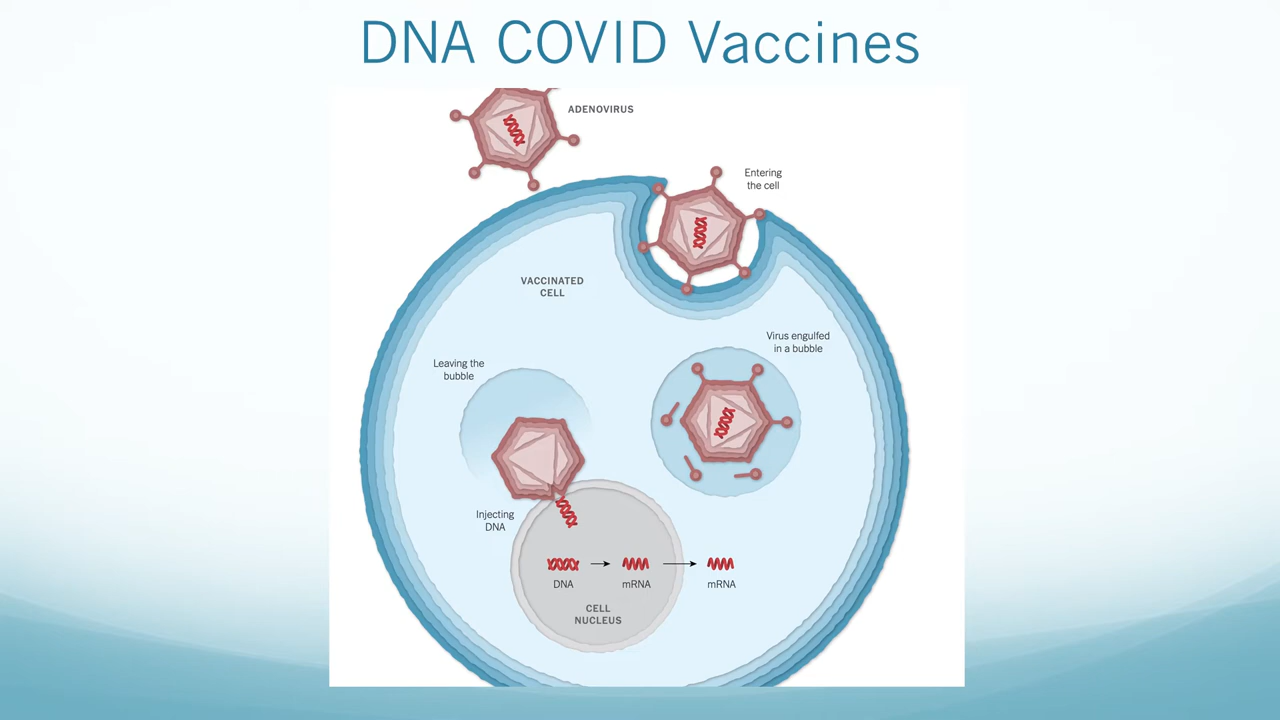 DNA COVID Vaccines
ADENOVIRUS
Entering
the cell
VACCINATED
CELL
Virus engulfed
in a bubble
Leaving the
bubble
Injecting
DNA
DNA
mRNA
mRNA
CELL
NUCLEUS